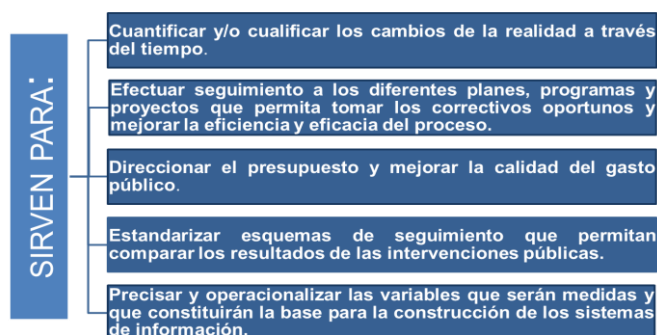 SIRVEN PARA:
Cuantificar y/o cualificar los cambios de la realidad a través
del tiempo.
Efectuar seguimiento a los diferentes planes, programas y
proyectos que permita tomar los correctivos oportunos y
mejorar la eficiencia y eficacia del proceso.
Direccionar el presupuesto y mejorar la calidad del gasto
público.
Estandarizar esquemas de seguimiento que permitan
comparar los resultados de las intervenciones públicas.
Precisar y operacionalizar las variables que serán medidas y
que constituirán la base para la construcción de los sistemas
de información.